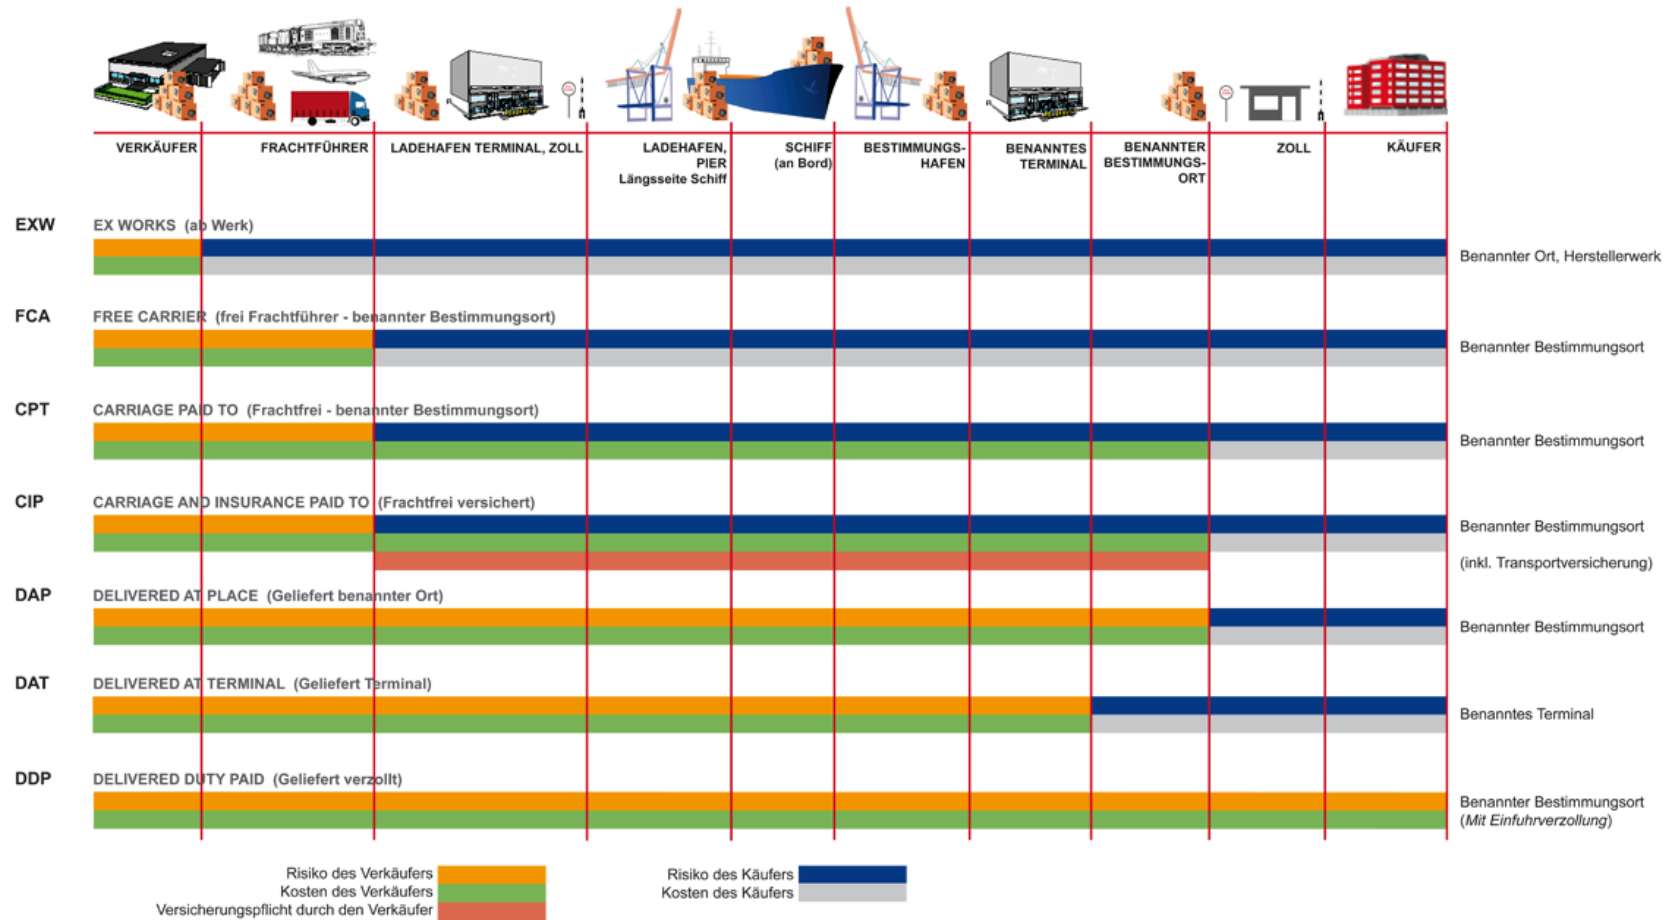 VERKÄUFER
FRACHTFÜHRER
LADEHAFEN TERMINAL, ZOLL
LADEHAFEN,
PIER
Längsseite Schiff
SCHIFF
(an Bord)
BESTIMMUNGS-
HAFEN
BENANNTES
TERMINAL
BENANNTER
BESTIMMUNGS-
ORT
ZOLL
KÄUFER
EXW
EX WORKS (ab Werk)
Benannter Ort, Herstellerwerk
FCA
FREE CARRIER (frei Frachtführer - benannter Bestimmungsort)
Benannter Bestimmungsort
CPT
CARRIAGE PAID TO (Frachtfrei - benannter Bestimmungsort)
Benannter Bestimmungsort
CIP
CARRIAGE AND INSURANCE PAID TO (Frachtfrei versichert)
Benannter Bestimmungsort
(inkl. Transportversicherung)
DAP
DELIVERED AT PLACE (Geliefert benannter Ort)
Benannter Bestimmungsort
DAT
DELIVERED AT TERMINAL (Geliefert Terminal)
Benanntes Terminal
DDP
DELIVERED DUTY PAID (Geliefert verzollt)
Benannter Bestimmungsort
(Mit Einfuhrverzollung)
Risiko des Verkäufers
Kosten des Verkäufers
Versicherungspflicht durch den Verkäufer
Risiko des Käufers
Kosten des Käufers